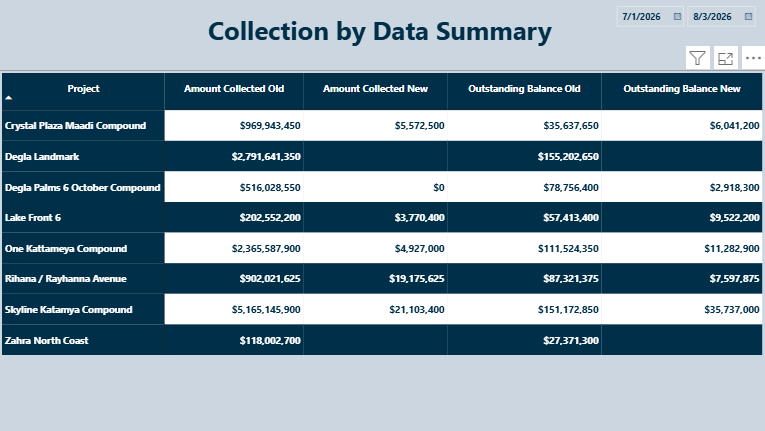 7/1/2026 8/3/2026
Collection by Data Summary
Project Amount Collected Old Amount Collected New Outstanding Balance Old Outstanding Balance New
Crystal Plaza Maadi Compound $969,943,450 $5,572,500 $35,637,650 $6,041,200
Degla Landmark $2,791,641,350 $155,202,650
Degla Palms 6 October Compound $516,028,550 $0 $78,756,400 $2,918,300
Lake Front 6 $202,552,200 $3,770,400 $57,413,400 $9,522,200
One Kattameya Compound $2,365,587,900 $4,927,000 $111,524,350 $11,282,900
Rihana / Rayhanna Avenue $902,021,625 $19,175,625 $87,321,375 $7,597,875
Skyline Katamya Compound $5,165,145,900 $21,103,400 $151,172,850 $35,737,000
Zahra North Coast $118,002,700 $27,371,300